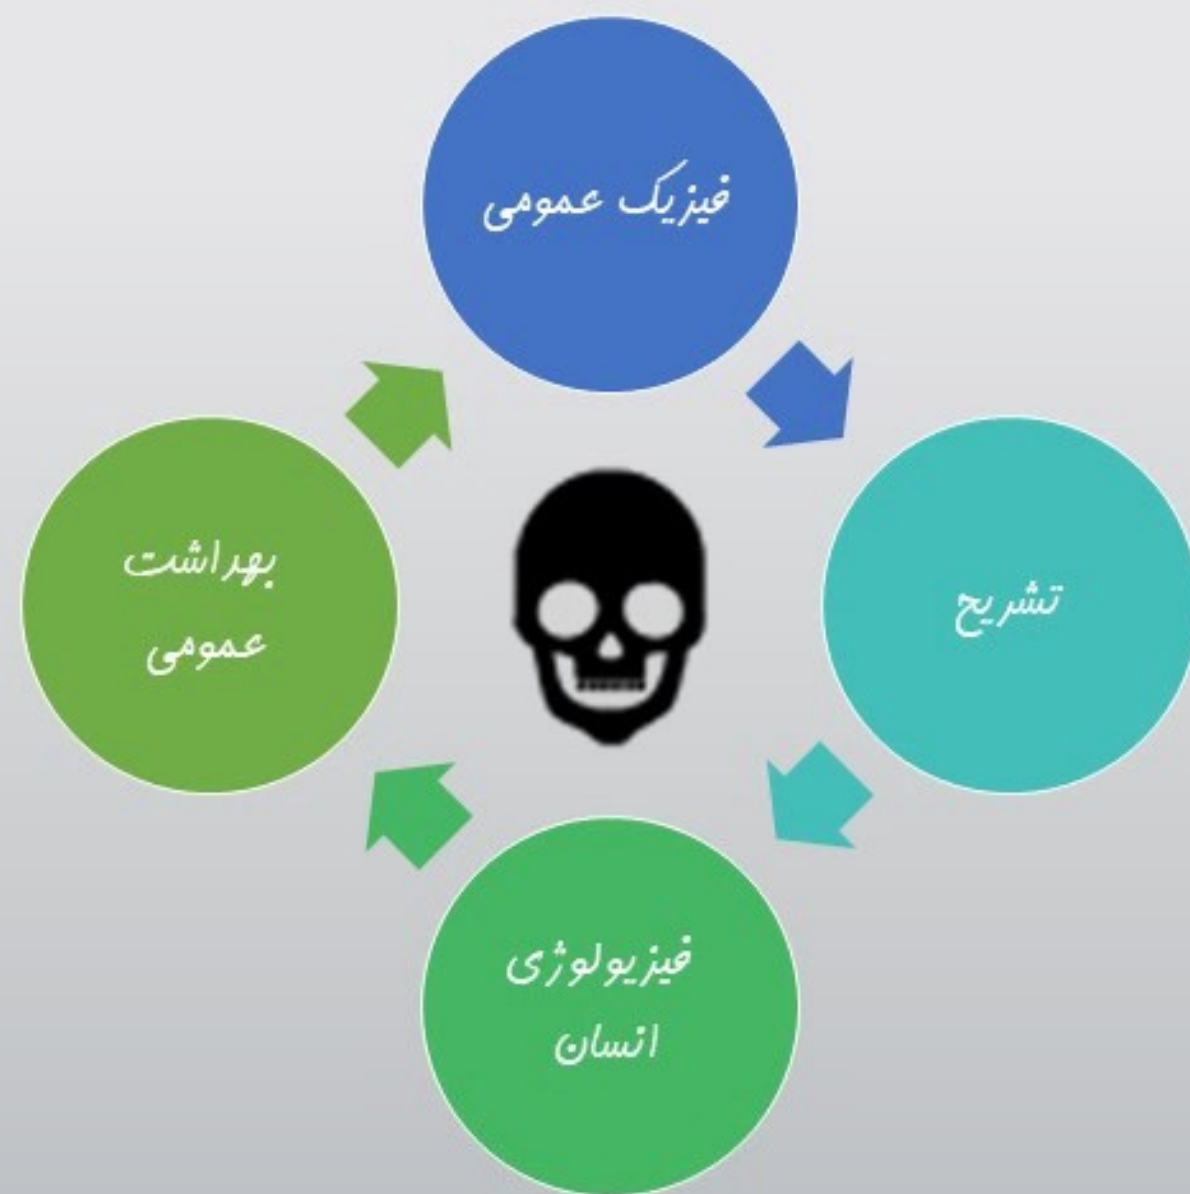 فیزیک عمومی
تشریح
فیزیولوژی
انسان
بهداشت
عمومی